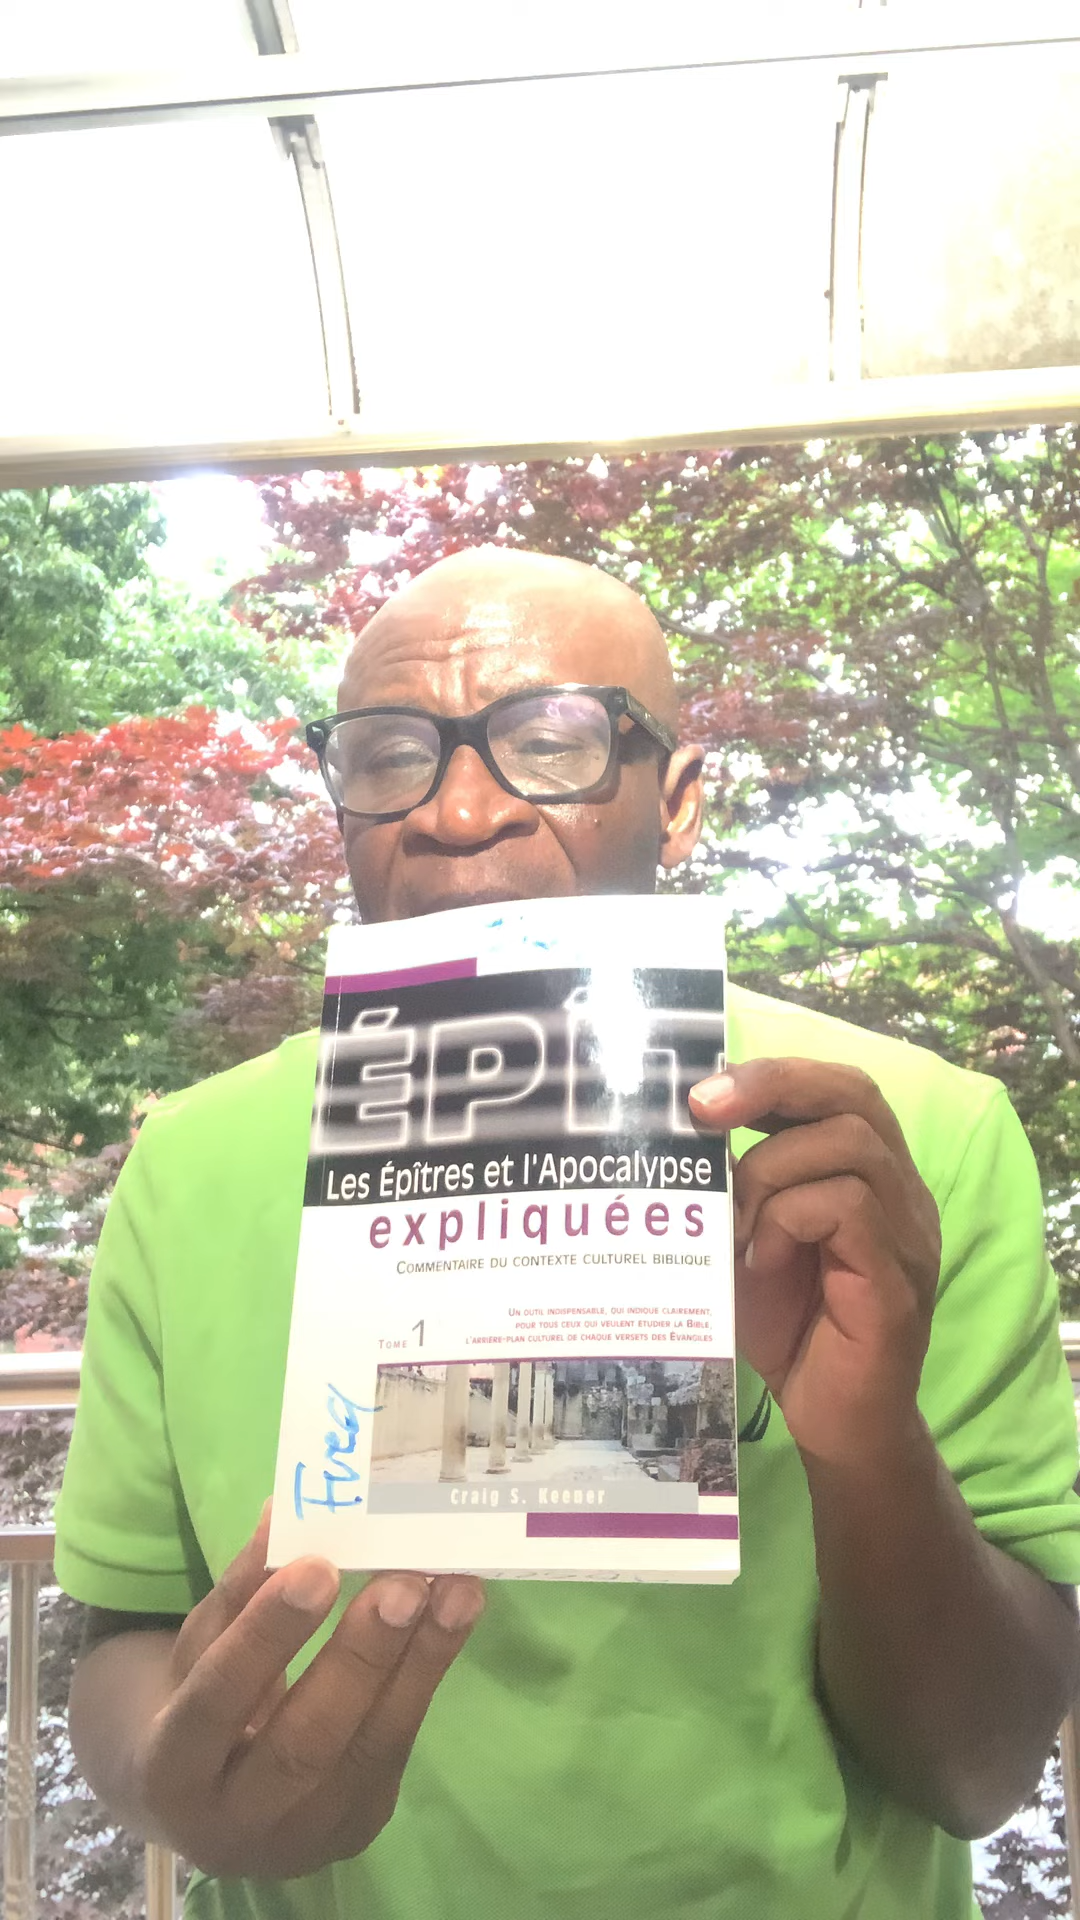 ÉPÎT
Les Épîtres et l'Apocalypse
expliquées
COMMENTAIRE DU CONTEXTE CULTUREL BIBLIQUE
UN OUTIL INDISPENSABLE, QUI INDIQUE CLAIREMENT,
POUR TOUS CEUX QUI VEULENT ÉTUDIER LA BIBLE,
L'ARRIÈRE-PLAN CULTUREL DE CHAQUE VERSETS DES ÉVANGILES
TOME 1
Fred
Craig S. Keener